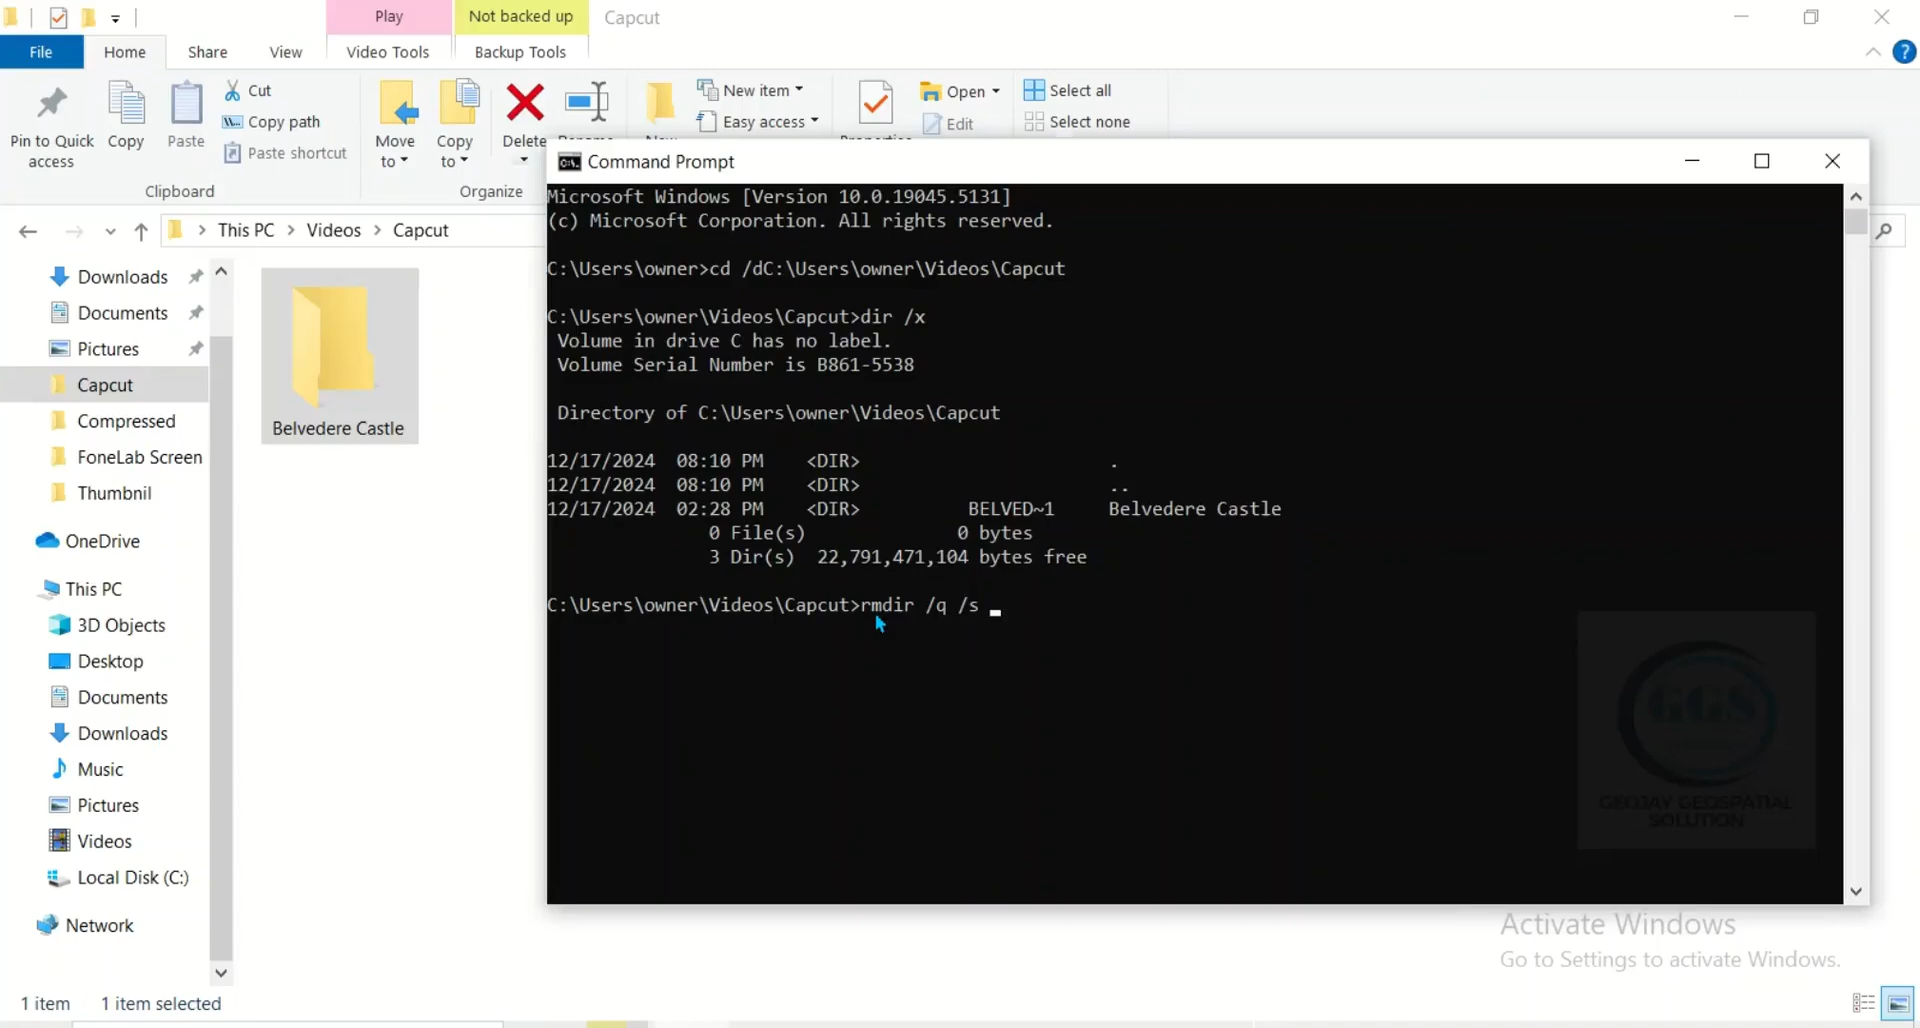 Play
Not backed up
Capcut
File
Home
Share
View
Video Tools
Backup Tools
Pin to Quick access
Copy
Paste
Cut
Copy path
Paste shortcut
Move to
Copy to
Delete
New item
Easy access
Open
Edit
Select all
Select none
Clipboard
Organize
This PC > Videos > Capcut
Downloads
Documents
Pictures
Capcut
Compressed
FoneLab Screen
Thumbnil
OneDrive
This PC
3D Objects
Desktop
Documents
Downloads
Music
Pictures
Videos
Local Disk (C:)
Network
Belvedere Castle
1 item
1 item selected
Command Prompt
Microsoft Windows [Version 10.0.19045.5131]
(c) Microsoft Corporation. All rights reserved.
C:\Users\owner>cd /dC:\Users\owner\Videos\Capcut
C:\Users\owner\Videos\Capcut>dir /x
Volume in drive C has no label.
Volume Serial Number is B861-5538
Directory of C:\Users\owner\Videos\Capcut
12/17/2024 08:10 PM <DIR> .
12/17/2024 08:10 PM <DIR> ..
12/17/2024 02:28 PM <DIR> BELVED~1 Belvedere Castle
0 File(s) 0 bytes
3 Dir(s) 22,791,471,104 bytes free
C:\Users\owner\Videos\Capcut>rmdir /q /s _
GGS
GEOJAY GEOSPATIAL
SOLUTION
Activate Windows
Go to Settings to activate Windows.